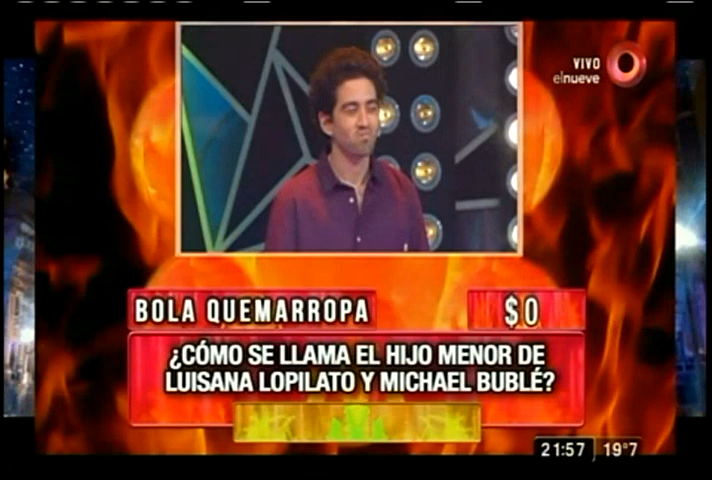 VIVO
elnueve
BOLA QUEMARROPA
$0
¿CÓMO SE LLAMA EL HIJO MENOR DE
LUISANA LOPILATO Y MICHAEL BUBLÉ?
21:57 19°7